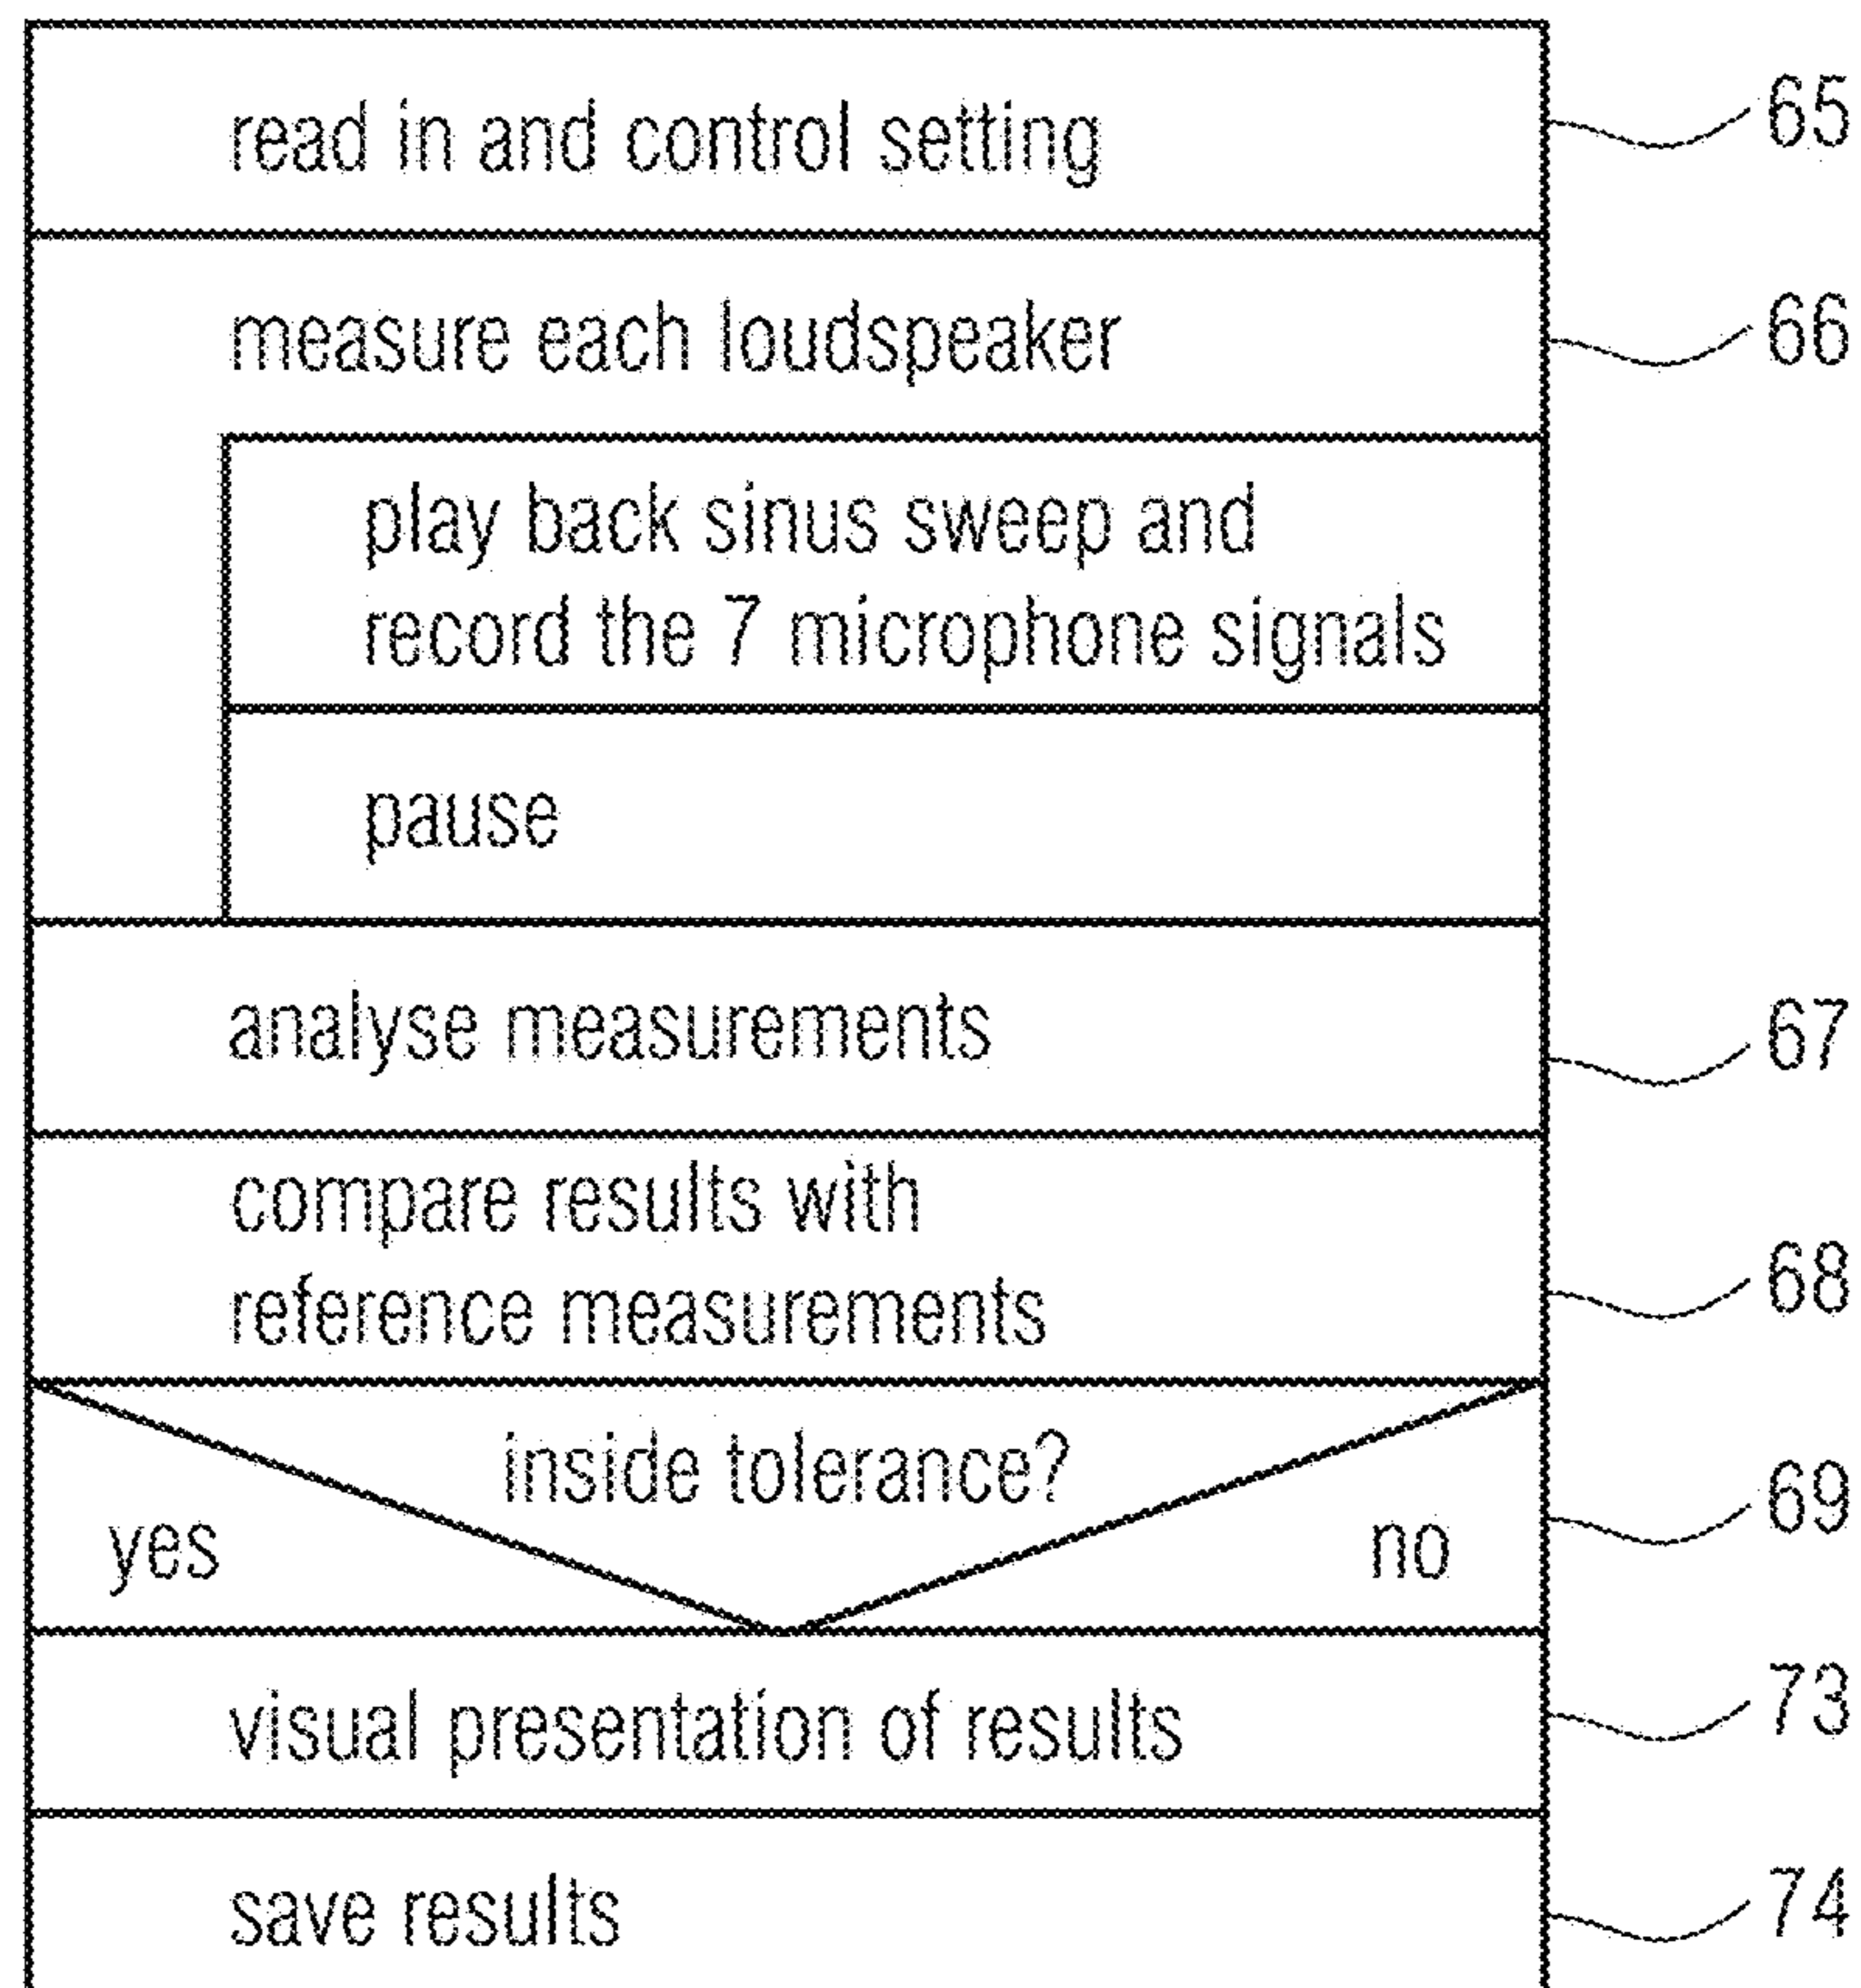 read in and control setting
65
measure each loudspeaker
66
play back sinus sweep and
record the 7 microphone signals
pause
analyse measurements
67
compare results with
reference measurements
68
inside tolerance?
yes
no
69
visual presentation of results
73
save results
74